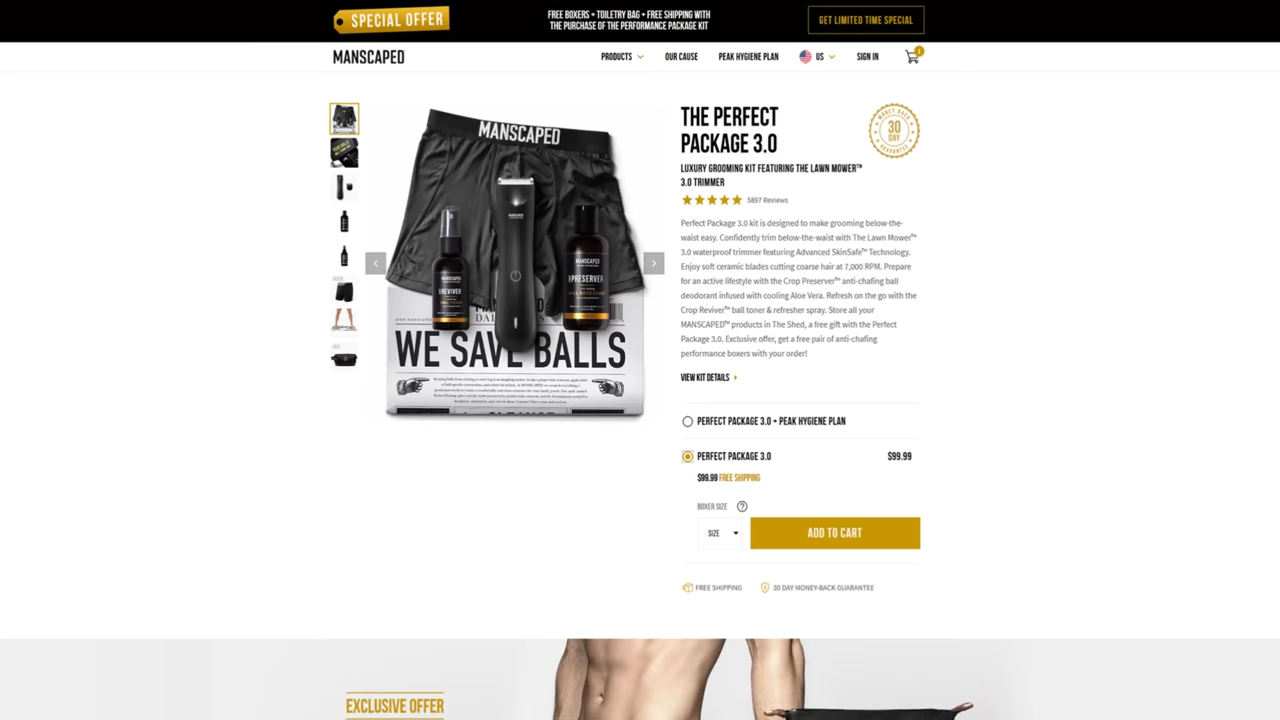 SPECIAL OFFER
FREE BOXERS + TOILETRY BAG + FREE SHIPPING WITH
THE PURCHASE OF THE PERFORMANCE PACKAGE KIT
GET LIMITED TIME SPECIAL
MANSCAPED
PRODUCTS
OUR CAUSE
PEAK HYGIENE PLAN
US
SIGN IN
1
THE PERFECT
PACKAGE 3.0
MONEY BACK
30
DAY
GUARANTEE
LUXURY GROOMING KIT FEATURING THE LAWN MOWER™
3.0 TRIMMER
5897 Reviews
Perfect Package 3.0 kit is designed to make grooming below-the-
waist easy. Confidently trim below-the-waist with The Lawn Mower™
3.0 waterproof trimmer featuring Advanced SkinSafe™ Technology.
Enjoy soft ceramic blades cutting coarse hair at 7,000 RPM. Prepare
for an active lifestyle with the Crop Preserver™ anti-chafing ball
deodorant infused with cooling Aloe Vera. Refresh on the go with the
Crop Reviver™ ball toner & refresher spray. Store all your
MANSCAPED™ products in The Shed, a free gift with the Perfect
Package 3.0. Exclusive offer, get a free pair of anti-chafing
performance boxers with your order!
VIEW KIT DETAILS
PERFECT PACKAGE 3.0 + PEAK HYGIENE PLAN
PERFECT PACKAGE 3.0
$99.99
$99.99 FREE SHIPPING
BOXER SIZE
?
SIZE
ADD TO CART
FREE SHIPPING
30 DAY MONEY-BACK GUARANTEE
MANSCAPED
MANSCAPED
MANSCAPED
REVIVER
MANSCAPED
PRESERVER
WE SAVE BALLS
EXCLUSIVE OFFER